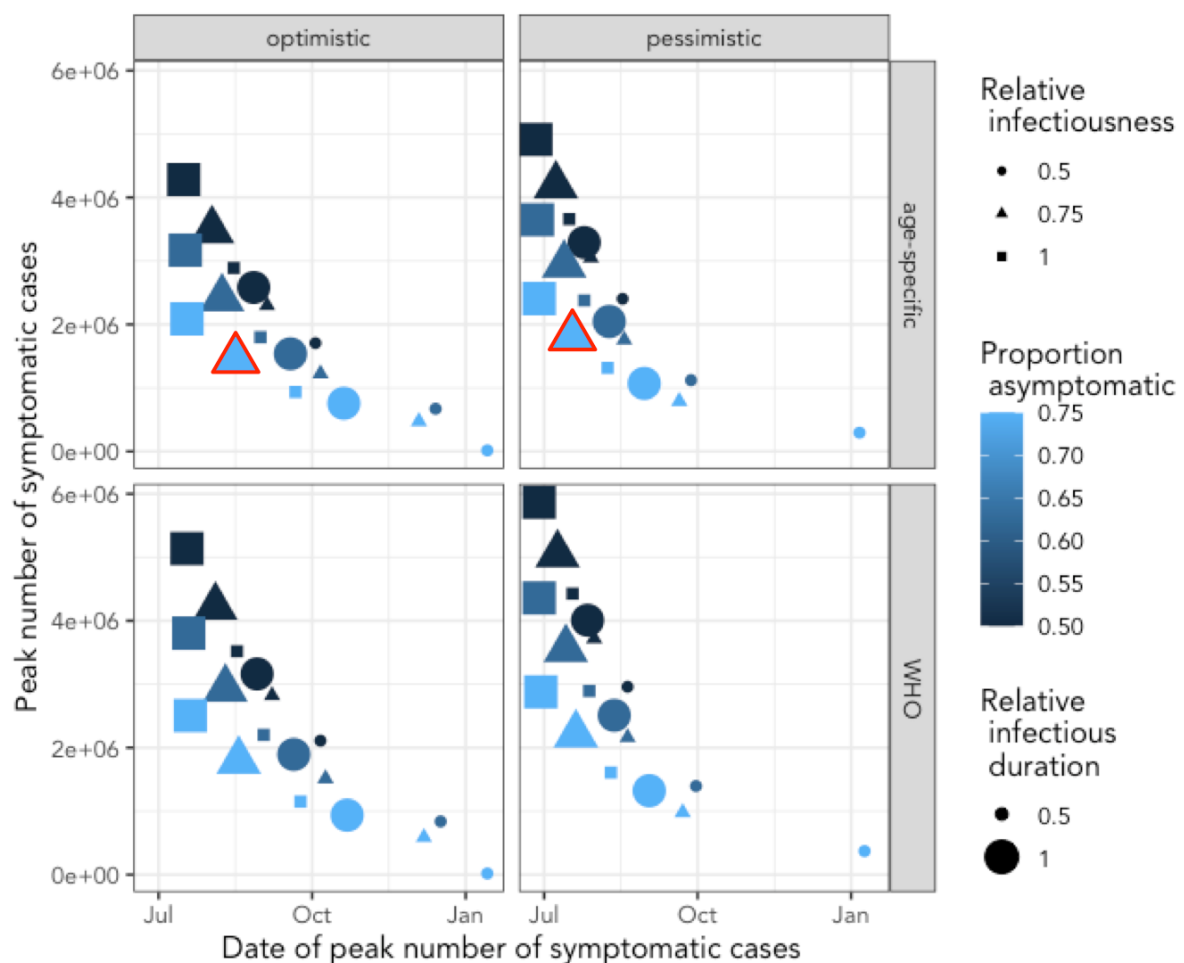 optimistic
pessimistic
Peak number of symptomatic cases
6e+06
4e+06
2e+06
0e+00
age-specific
6e+06
4e+06
2e+06
0e+00
WHO
Jul
Oct
Jan
Jul
Oct
Jan
Date of peak number of symptomatic cases
Relative
infectiousness
0.5
0.75
1
Proportion
asymptomatic
0.75
0.70
0.65
0.60
0.55
0.50
Relative
infectious
duration
0.5
1